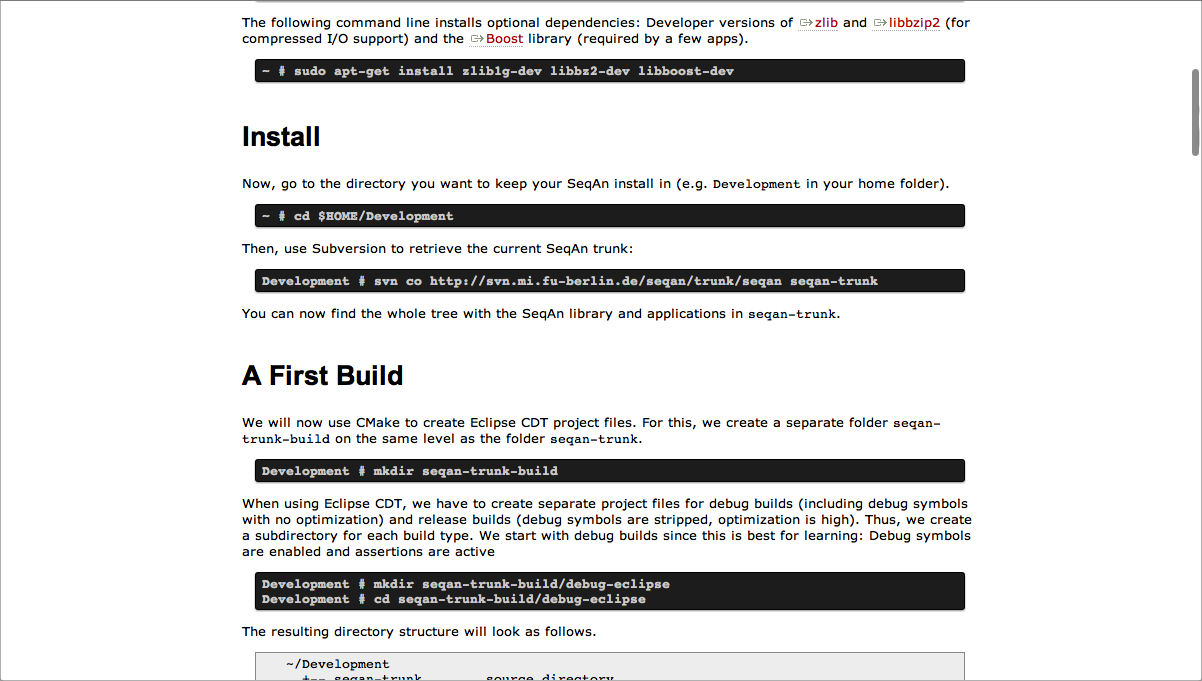 The following command line installs optional dependencies: Developer versions of zlib and libbzip2 (for
compressed I/O support) and the Boost library (required by a few apps).
~ # sudo apt-get install zlib1g-dev libbz2-dev libboost-dev
Install
Now, go to the directory you want to keep your SeqAn install in (e.g. Development in your home folder).
~ # cd $HOME/Development
Then, use Subversion to retrieve the current SeqAn trunk:
Development # svn co http://svn.mi.fu-berlin.de/seqan/trunk/seqan seqan-trunk
You can now find the whole tree with the SeqAn library and applications in seqan-trunk.
A First Build
We will now use CMake to create Eclipse CDT project files. For this, we create a separate folder seqan-
trunk-build on the same level as the folder seqan-trunk.
Development # mkdir seqan-trunk-build
When using Eclipse CDT, we have to create separate project files for debug builds (including debug symbols
with no optimization) and release builds (debug symbols are stripped, optimization is high). Thus, we create
a subdirectory for each build type. We start with debug builds since this is best for learning: Debug symbols
are enabled and assertions are active
Development # mkdir seqan-trunk-build/debug-eclipse
Development # cd seqan-trunk-build/debug-eclipse
The resulting directory structure will look as follows.
~/Development
+-- seqan-trunk source directory